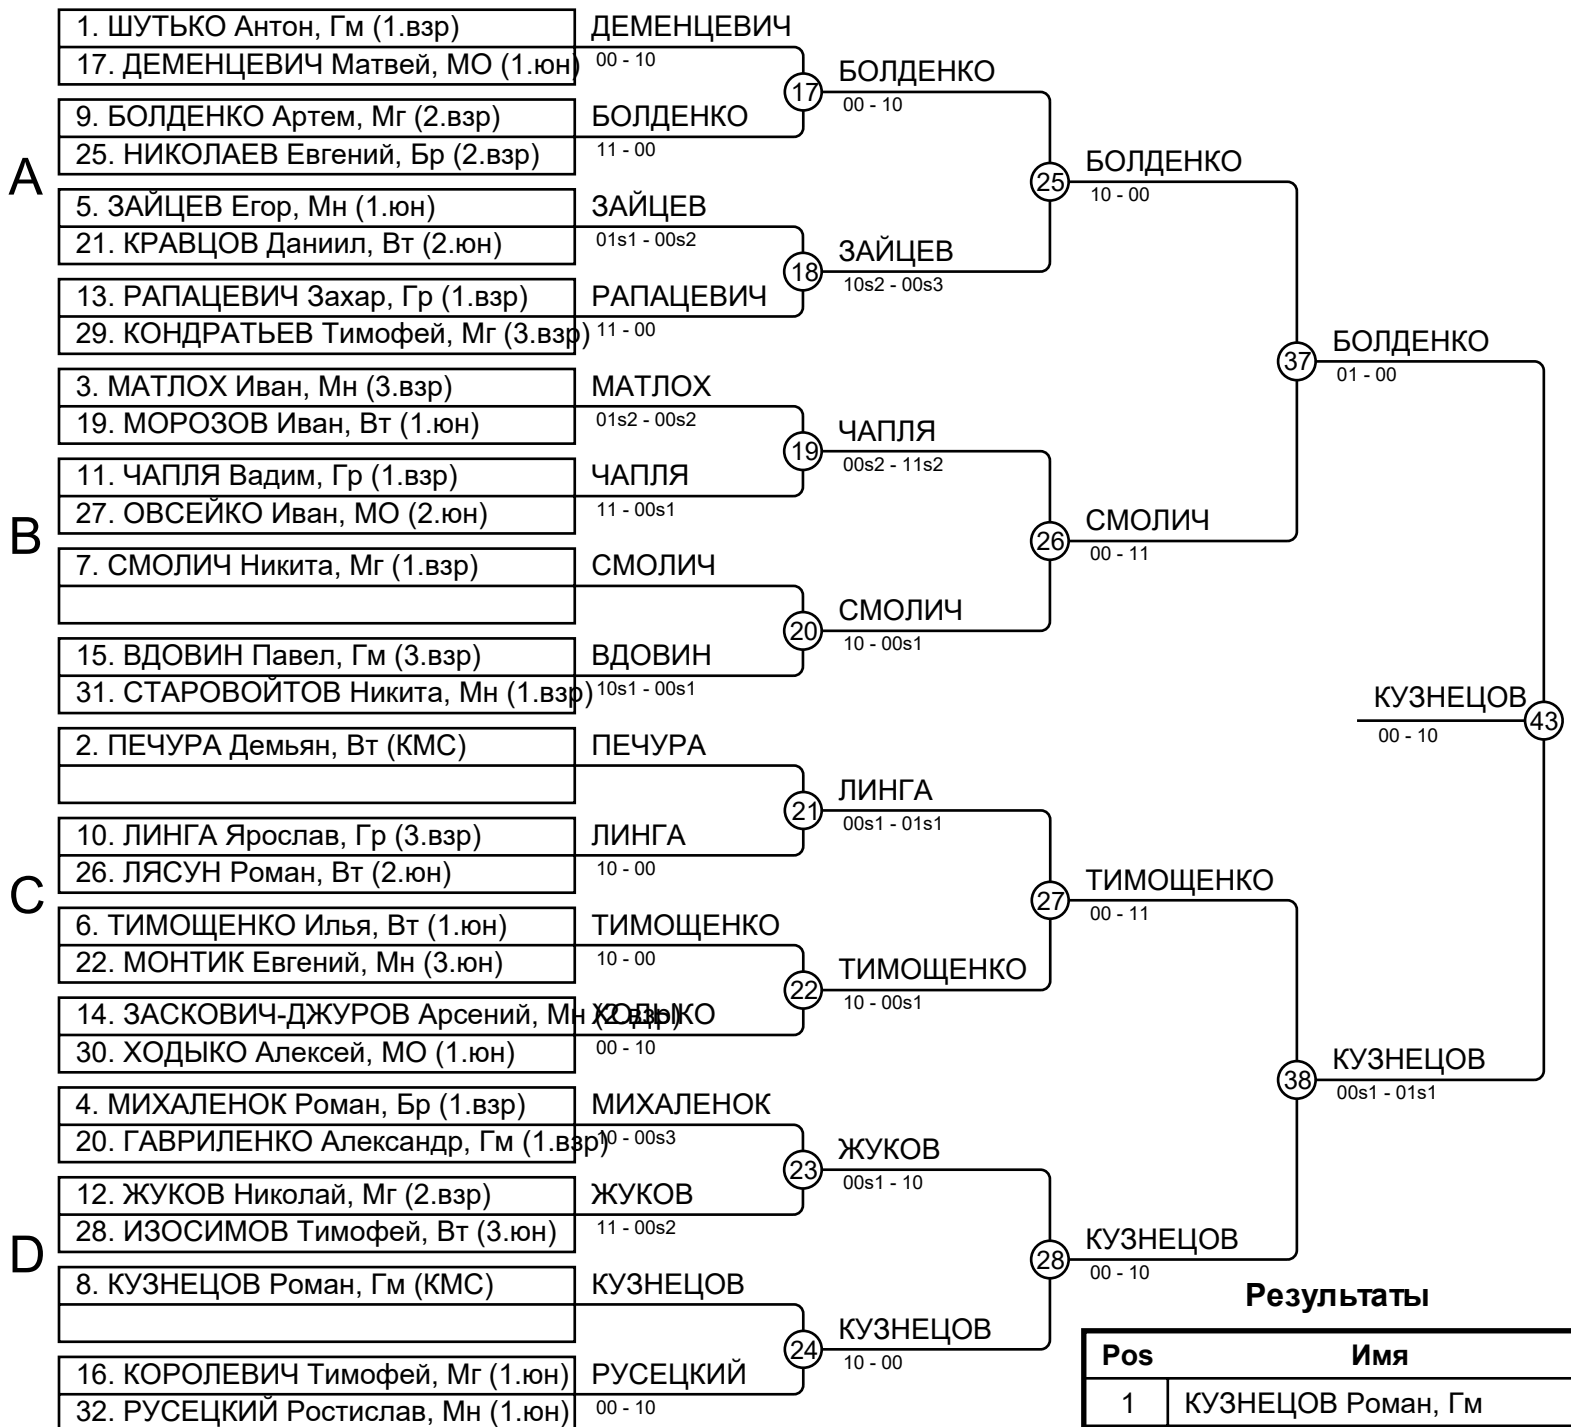 1. ШУТЬКО Антон, Гм (1.взр)
17. ДЕМЕНЦЕВИЧ Матвей, МО (1.юн)
9. БОЛДЕНКО Артем, Мг (2.взр)
25. НИКОЛАЕВ Евгений, Бр (2.взр)
A
5. ЗАЙЦЕВ Егор, Мн (1.юн)
21. КРАВЦОВ Даниил, Вт (2.юн)
13. РАПАЦЕВИЧ Захар, Гр (1.взр)
29. КОНДРАТЬЕВ Тимофей, Мг (3.взр)
3. МАТЛОХ Иван, Мн (3.взр)
19. МОРОЗОВ Иван, Вт (1.юн)
11. ЧАПЛЯ Вадим, Гр (1.взр)
27. ОВСЕЙКО Иван, МО (2.юн)
B
7. СМОЛИЧ Никита, Мг (1.взр)
15. ВДОВИН Павел, Гм (3.взр)
31. СТАРОВОЙТОВ Никита, Мн (1.взр)
2. ПЕЧУРА Демьян, Вт (КМС)
10. ЛИНГА Ярослав, Гр (3.взр)
26. ЛЯСУН Роман, Вт (2.юн)
C
6. ТИМОЩЕНКО Илья, Вт (1.юн)
22. МОНТИК Евгений, Мн (3.юн)
14. ЗАСКОВИЧ-ДЖУРОВ Арсений, Мн (2.взр)
30. ХОДЫКО Алексей, МО (1.юн)
4. МИХАЛЕНОК Роман, Бр (1.взр)
20. ГАВРИЛЕНКО Александр, Гм (1.взр)
12. ЖУКОВ Николай, Мг (2.взр)
28. ИЗОСИМОВ Тимофей, Вт (3.юн)
D
8. КУЗНЕЦОВ Роман, Гм (КМС)
16. КОРОЛЕВИЧ Тимофей, Мг (1.юн)
32. РУСЕЦКИЙ Ростислав, Мн (1.юн)
ДЕМЕНЦЕВИЧ
00 - 10
БОЛДЕНКО
11 - 00
ЗАЙЦЕВ
01s1 - 00s2
РАПАЦЕВИЧ
11 - 00
МАТЛОХ
01s2 - 00s2
ЧАПЛЯ
11 - 00s1
СМОЛИЧ
ВДОВИН
10s1 - 00s1
ПЕЧУРА
ЛИНГА
10 - 00
ТИМОЩЕНКО
10 - 00
ХОДЫКО
00 - 10
МИХАЛЕНОК
10 - 00s3
ЖУКОВ
11 - 00s2
КУЗНЕЦОВ
РУСЕЦКИЙ
00 - 10
17
БОЛДЕНКО
00 - 10
18
ЗАЙЦЕВ
10s2 - 00s3
19
ЧАПЛЯ
00s2 - 11s2
20
СМОЛИЧ
10 - 00s1
21
ЛИНГА
00s1 - 01s1
22
ТИМОЩЕНКО
10 - 00s1
23
ЖУКОВ
00s1 - 10
24
КУЗНЕЦОВ
10 - 00
25
БОЛДЕНКО
10 - 00
26
СМОЛИЧ
00 - 11
27
ТИМОЩЕНКО
00 - 11
28
КУЗНЕЦОВ
00 - 10
37
БОЛДЕНКО
01 - 00
38
КУЗНЕЦОВ
00s1 - 01s1
КУЗНЕЦОВ
43
00 - 10
Результаты
Pos Имя
1 КУЗНЕЦОВ Роман, Гм